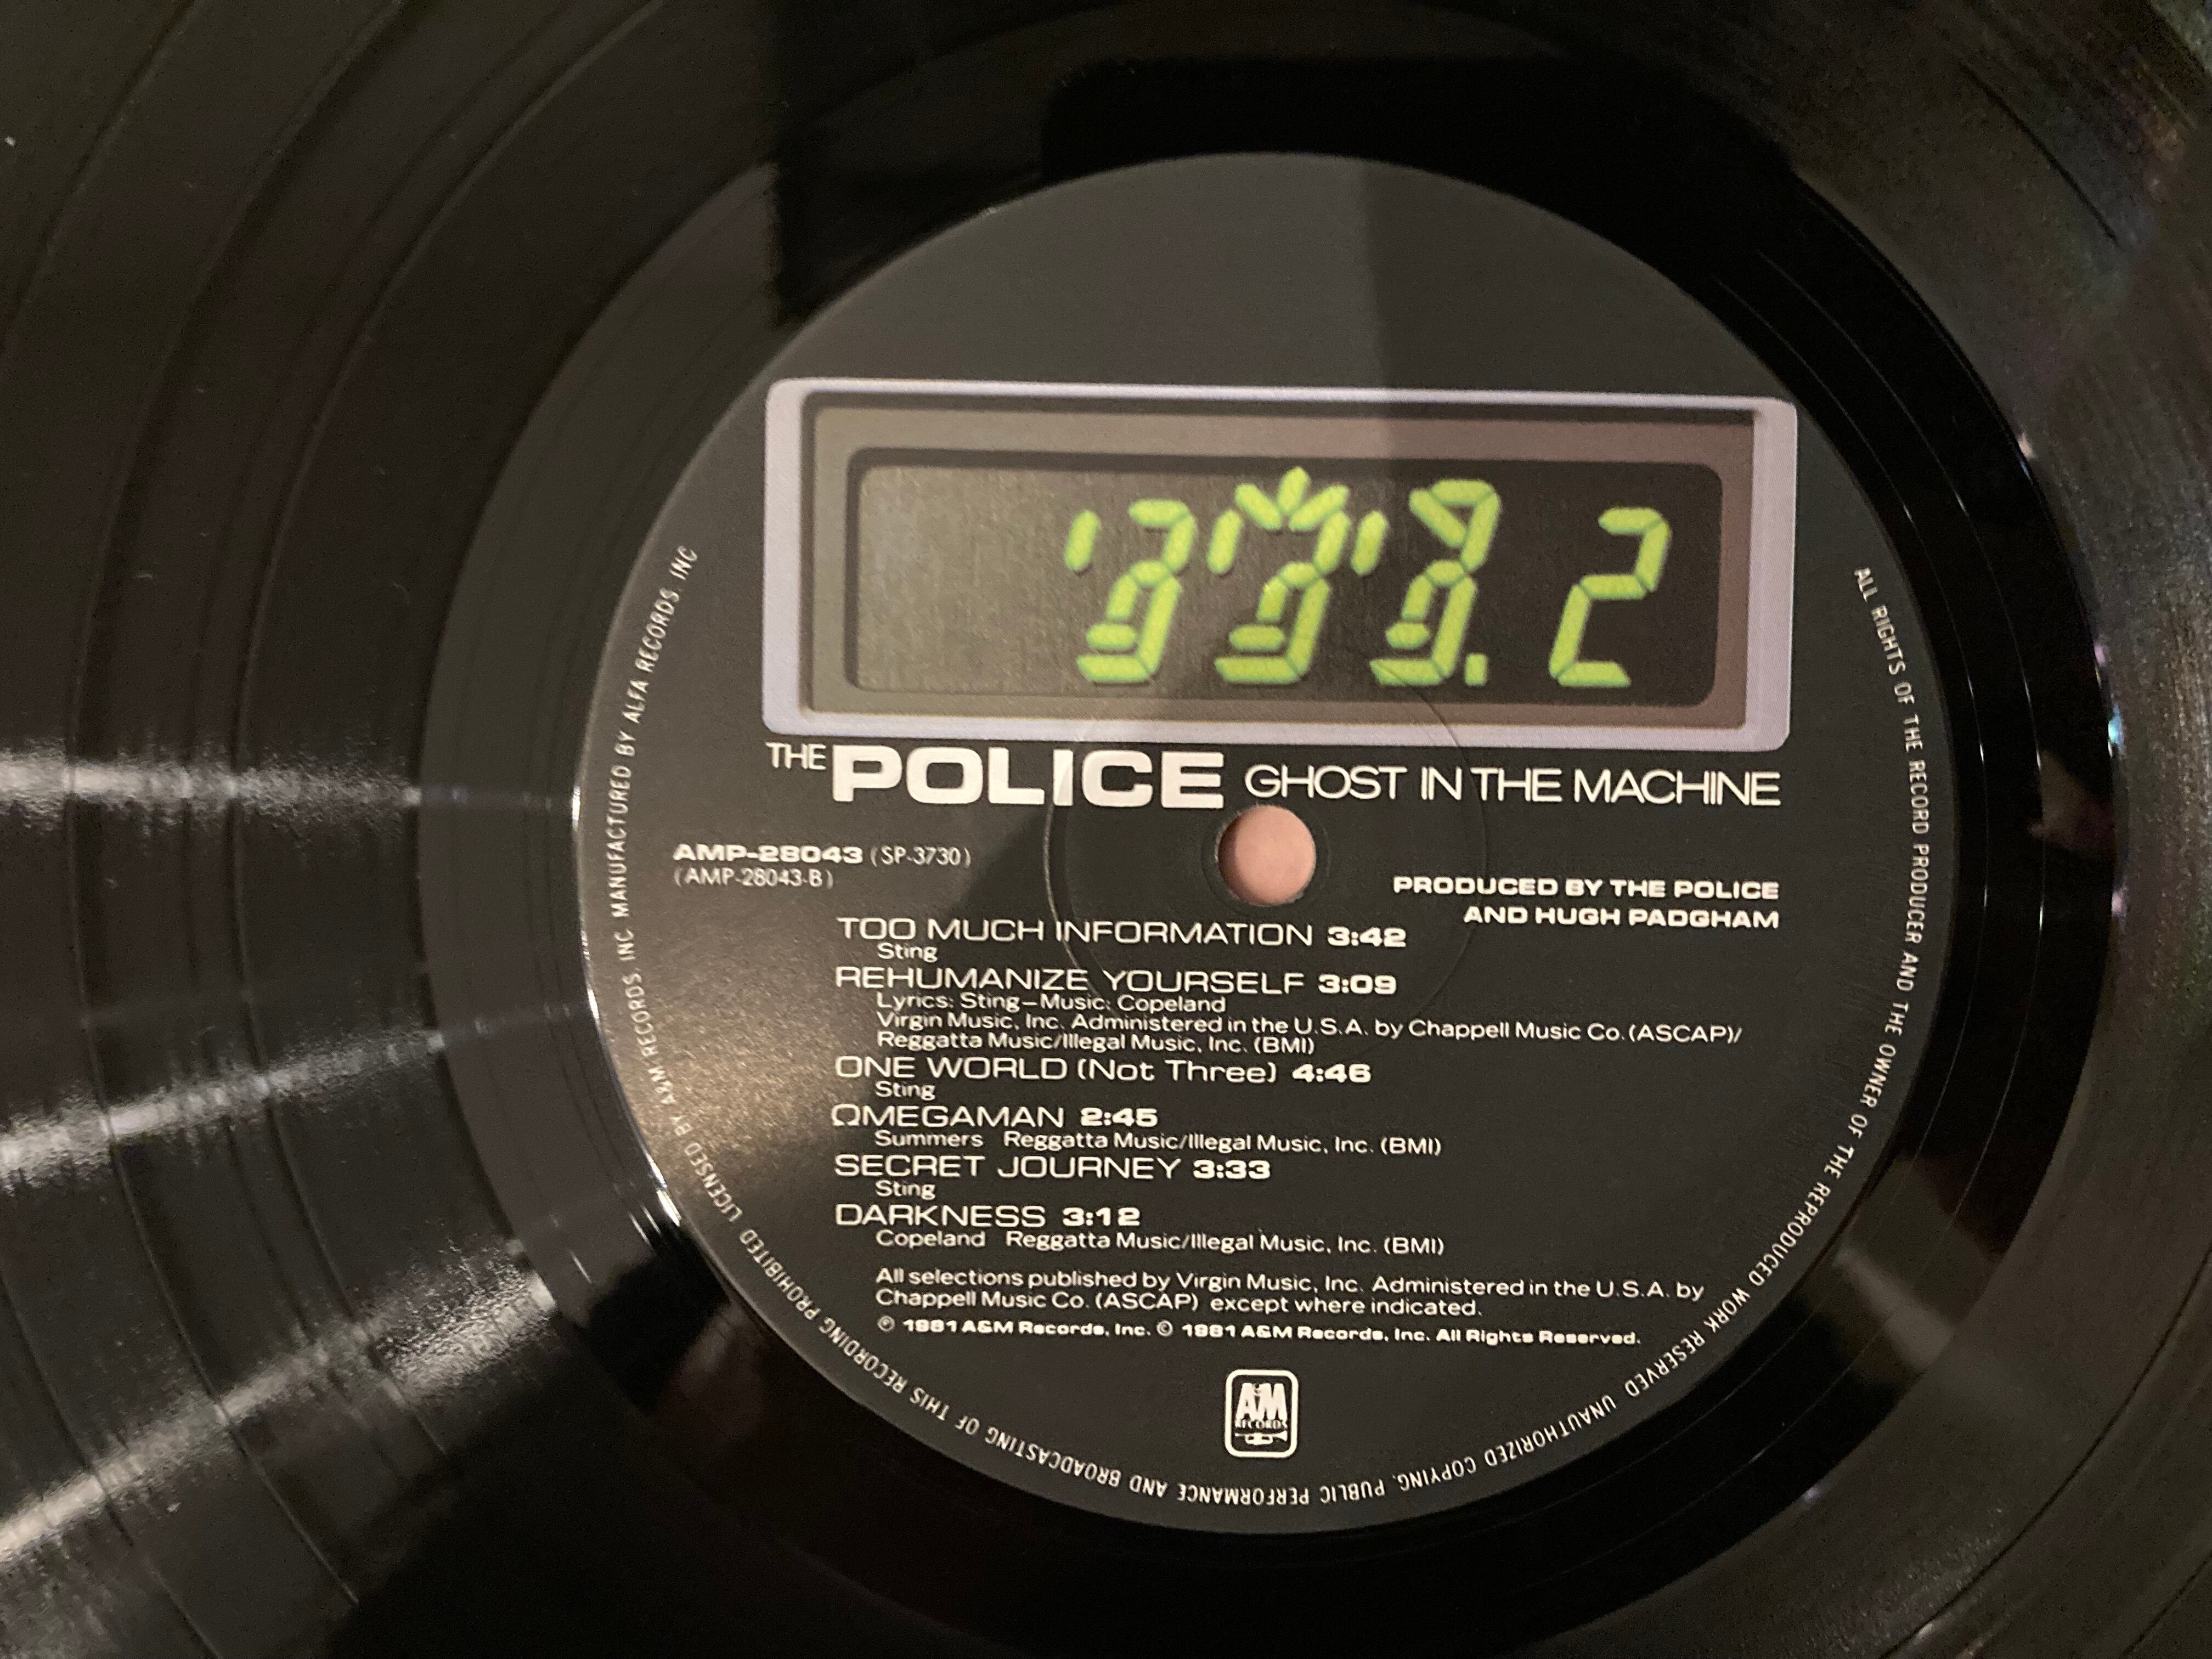 2
THE POLICE GHOST IN THE MACHINE
AMP-28043 (SP-3730)
(AMP-28043-B)
PRODUCED BY THE POLICE
AND HUGH PADGHAM
TOO MUCH INFORMATION 3:42
Sting
REHUMANIZE YOURSELF 3:09
Lyrics: Sting–Music: Copeland
Virgin Music, Inc. Administered in the U.S.A. by Chappell Music Co. (ASCAP)/
Reggatta Music/Illegal Music, Inc. (BMI)
ONE WORLD (Not Three) 4:46
Sting
ΩMEGAMAN 2:45
Summers Reggatta Music/Illegal Music, Inc. (BMI)
SECRET JOURNEY 3:33
Sting
DARKNESS 3:12
Copeland Reggatta Music/Illegal Music, Inc. (BMI)
All selections published by Virgin Music, Inc. Administered in the U.S.A. by
Chappell Music Co. (ASCAP) except where indicated.
℗ 1981 A&M Records, Inc. © 1981 A&M Records, Inc. All Rights Reserved.
A&M
RECORDS
ALL RIGHTS OF THE RECORD PRODUCER AND THE OWNER OF THE REPRODUCED WORK RESERVED UNAUTHORIZED COPYING. PUBLIC PERFORMANCE AND BROADCASTING OF THIS RECORDING PROHIBITED LICENSED BY A&M RECORDS. INC MANUFACTURED BY ALFA RECORDS. INC